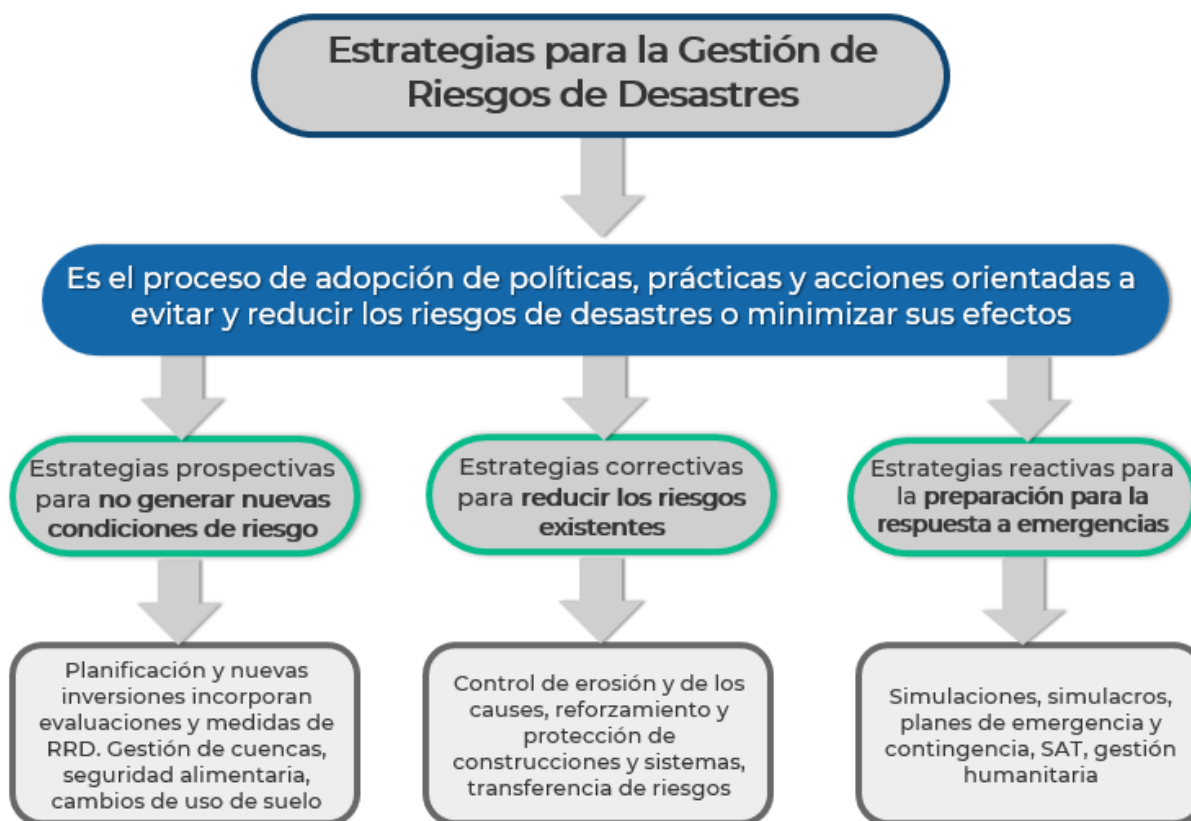 Estrategias para la Gestión de
Riesgos de Desastres
Es el proceso de adopción de políticas, prácticas y acciones orientadas a
evitar y reducir los riesgos de desastres o minimizar sus efectos
Estrategias prospectivas
para no generar nuevas
condiciones de riesgo
Estrategias correctivas
para reducir los riesgos
existentes
Estrategias reactivas para
la preparación para la
respuesta a emergencias
Planificación y nuevas
inversiones incorporan
evaluaciones y medidas de
RRD. Gestión de cuencas,
seguridad alimentaria,
cambios de uso de suelo
Control de erosión y de los
causes, reforzamiento y
protección de
construcciones y sistemas,
transferencia de riesgos
Simulaciones, simulacros,
planes de emergencia y
contingencia, SAT, gestión
humanitaria